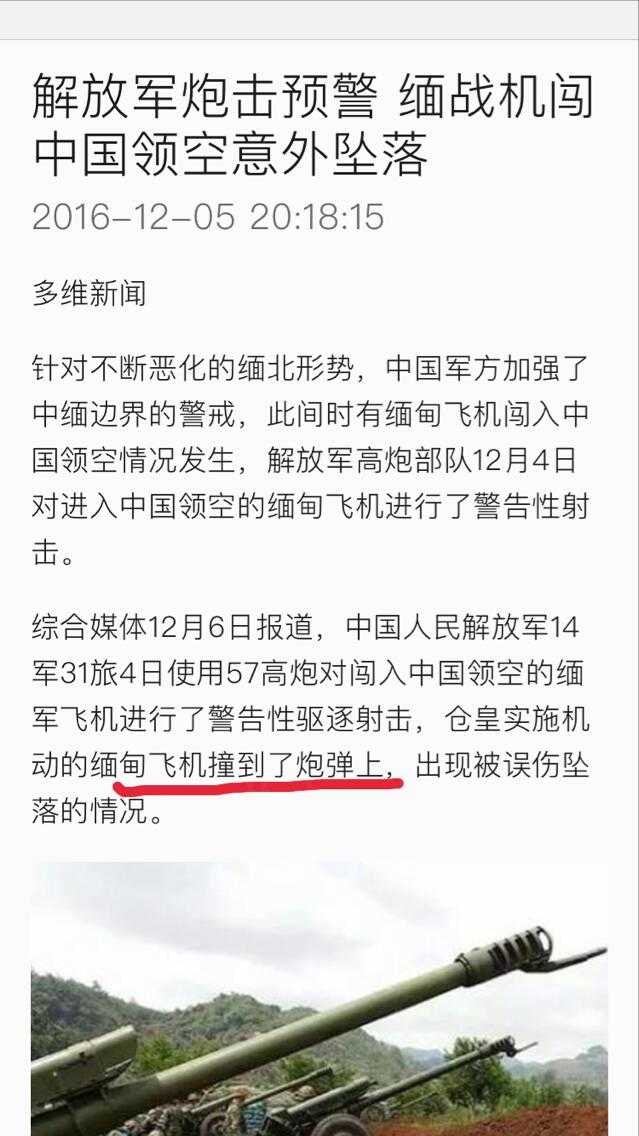 解放军炮击预警 缅战机闯
中国领空意外坠落
2016-12-05 20:18:15
多维新闻
针对不断恶化的缅北形势，中国军方加强了
中缅边界的警戒，此间时有缅甸飞机闯入中
国领空情况发生，解放军高炮部队12月4日
对进入中国领空的缅甸飞机进行了警告性射
击。
综合媒体12月6日报道，中国人民解放军14
军31旅4日使用57高炮对闯入中国领空的缅
军飞机进行了警告性驱逐射击，仓皇实施机
动的缅甸飞机撞到了炮弹上，出现被误伤坠
落的情况。